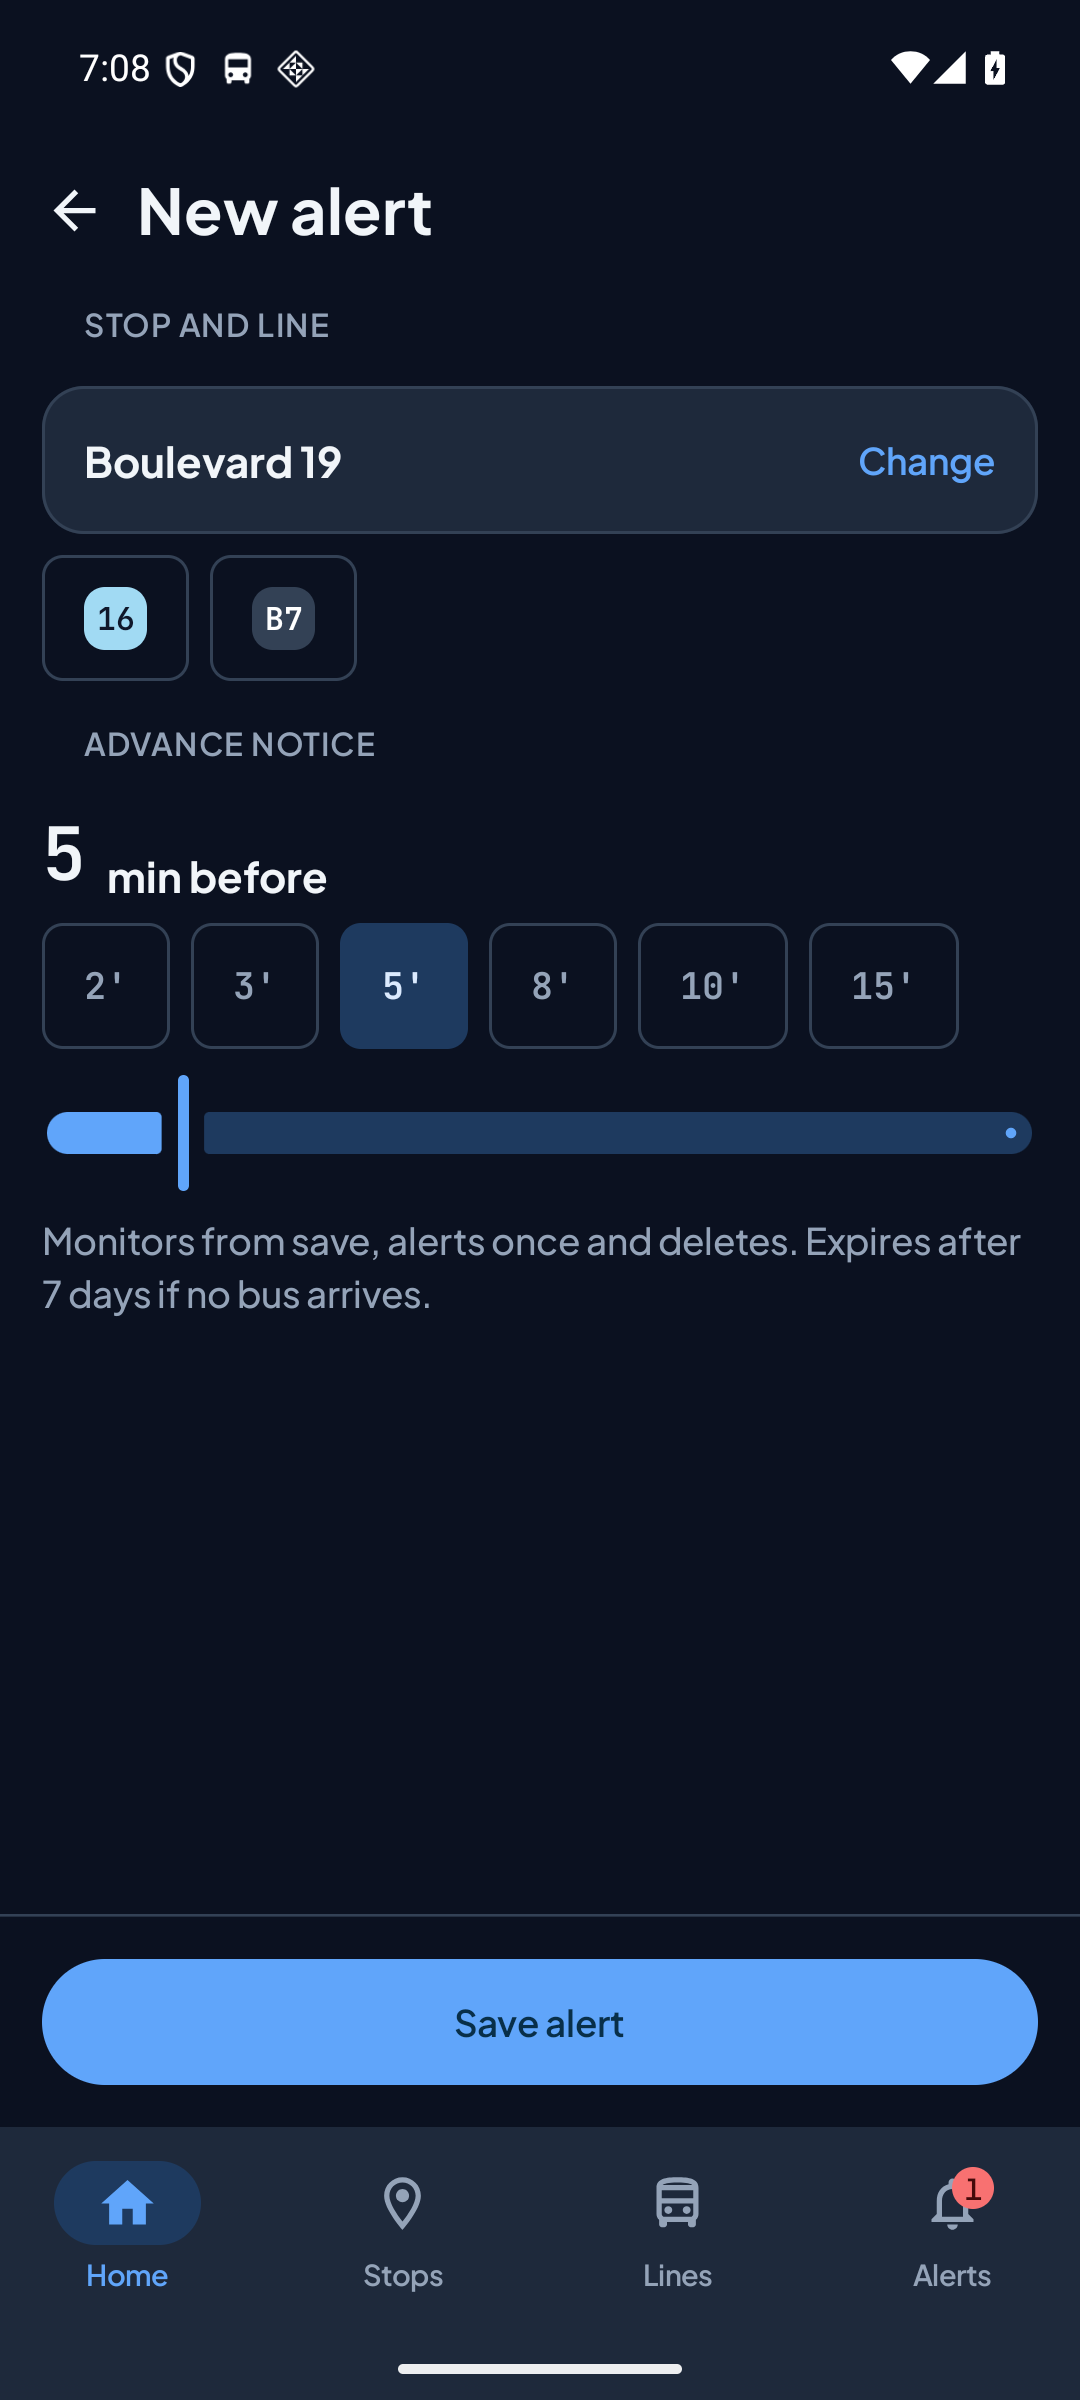 7:08
New alert
STOP AND LINE
Boulevard 19
Change
16
B7
ADVANCE NOTICE
5 min before
2'
3'
5'
8'
10'
15'
Monitors from save, alerts once and deletes. Expires after
7 days if no bus arrives.
Save alert
1
Home
Stops
Lines
Alerts